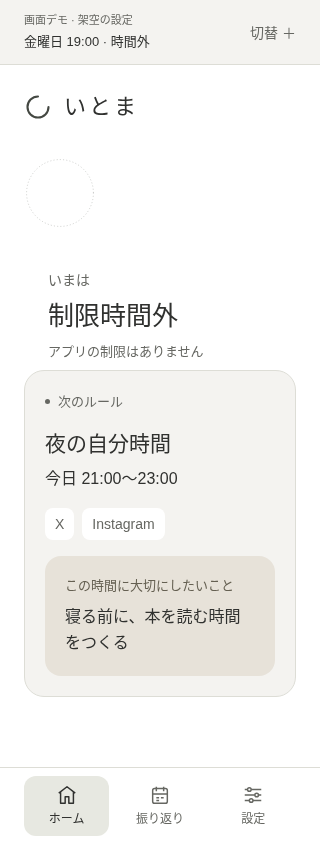 画面デモ · 架空の設定
金曜日 19:00 · 時間外
切替 ＋
いとま
いまは
制限時間外
アプリの制限はありません
次のルール
夜の自分時間
今日 21:00〜23:00
X Instagram
この時間に大切にしたいこと
寝る前に、本を読む時間
をつくる
ホーム 振り返り 設定